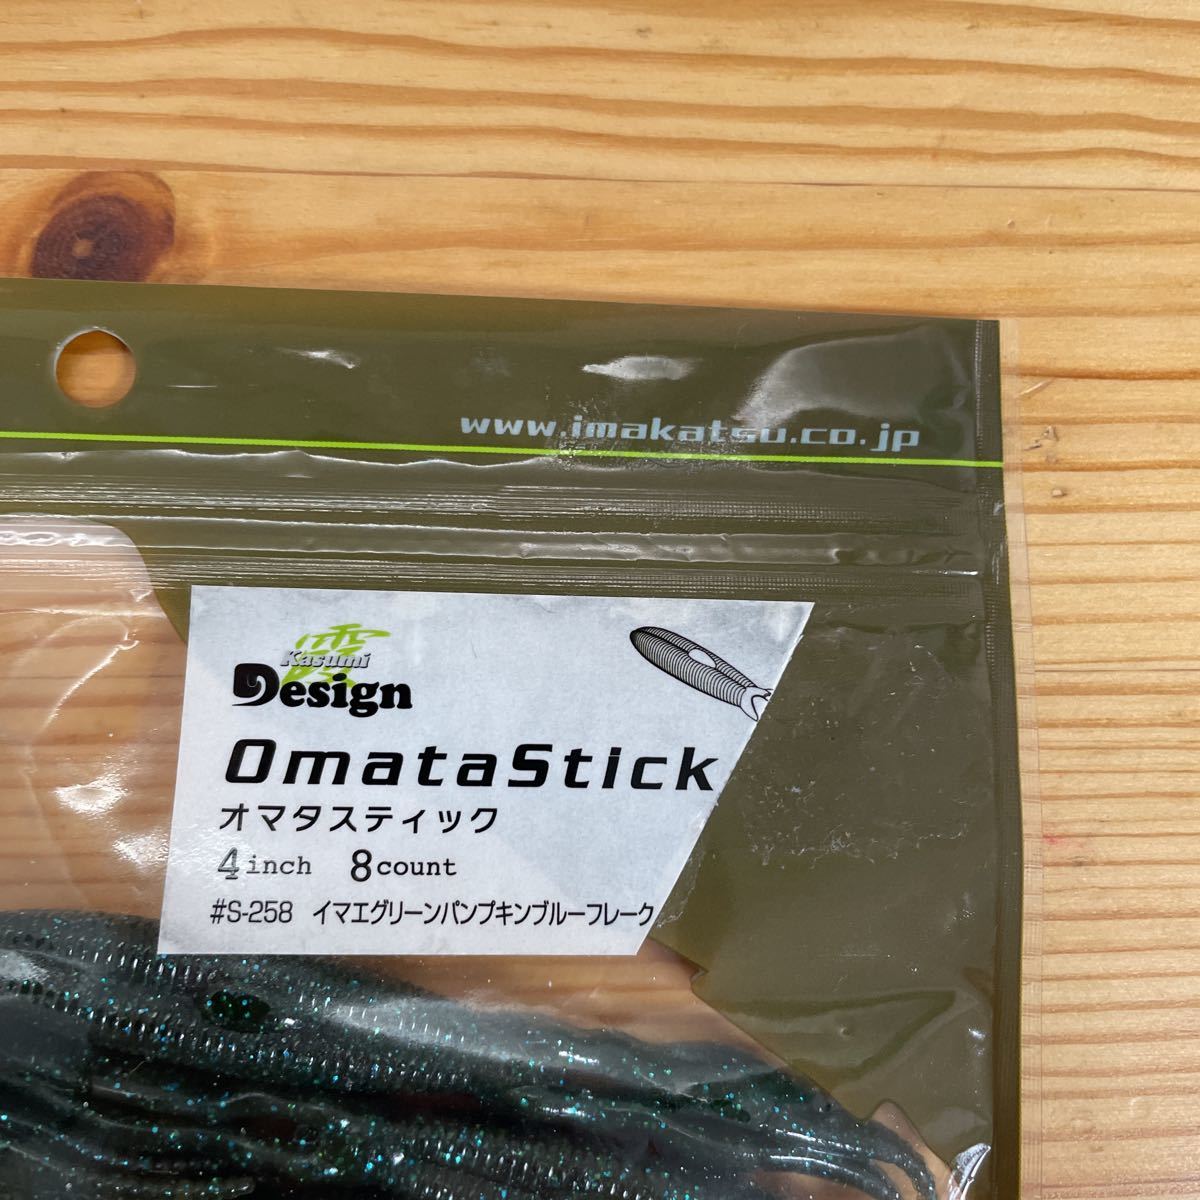 www.imakatsu.co.jp
霞
Kasumi
Design
OmataStick
オマタスティック
4inch 8count
#S-258 イマエグリーンパンプキンブルーフレーク